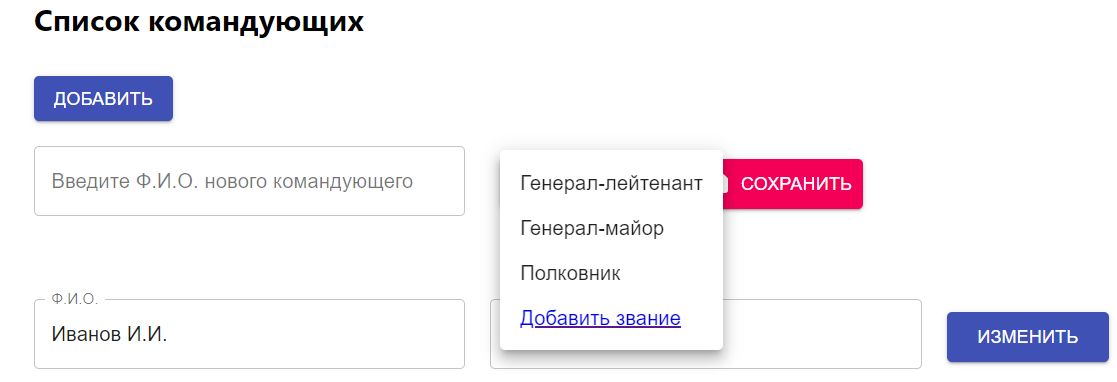 Список командующих
ДОБАВИТЬ
Введите Ф.И.О. нового командующего
Генерал-лейтенант
СОХРАНИТЬ
Генерал-майор
Полковник
Добавить звание
Ф.И.О.
Иванов И.И.
ИЗМЕНИТЬ